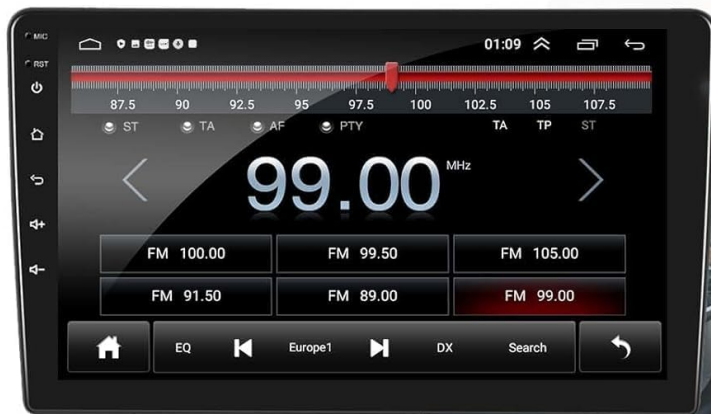 MIC
RST
01:09
87.5 90 92.5 95 97.5 100 102.5 105 107.5
ST TA AF PTY TA TP ST
99.00 MHz
FM 100.00 FM 99.50 FM 105.00
FM 91.50 FM 89.00 FM 99.00
EQ Europe1 DX Search